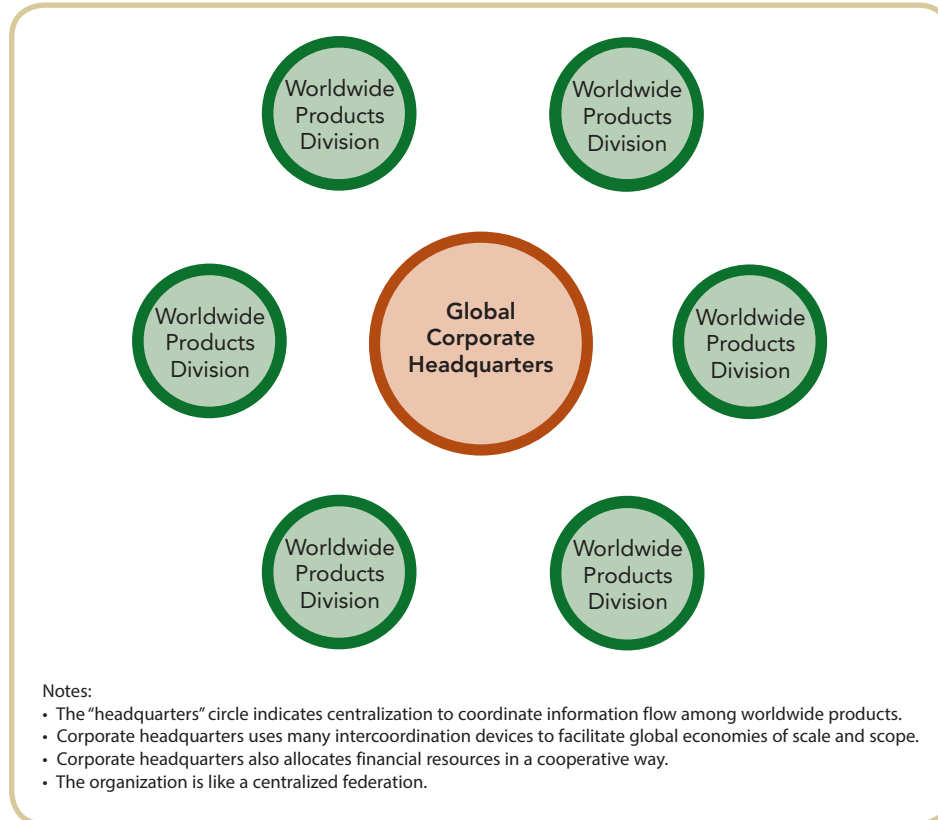 Worldwide
Products
Division
Worldwide
Products
Division
Worldwide
Products
Division
Global
Corporate
Headquarters
Worldwide
Products
Division
Worldwide
Products
Division
Worldwide
Products
Division
Notes:
• The “headquarters” circle indicates centralization to coordinate information flow among worldwide products.
• Corporate headquarters uses many intercoordination devices to facilitate global economies of scale and scope.
• Corporate headquarters also allocates financial resources in a cooperative way.
• The organization is like a centralized federation.